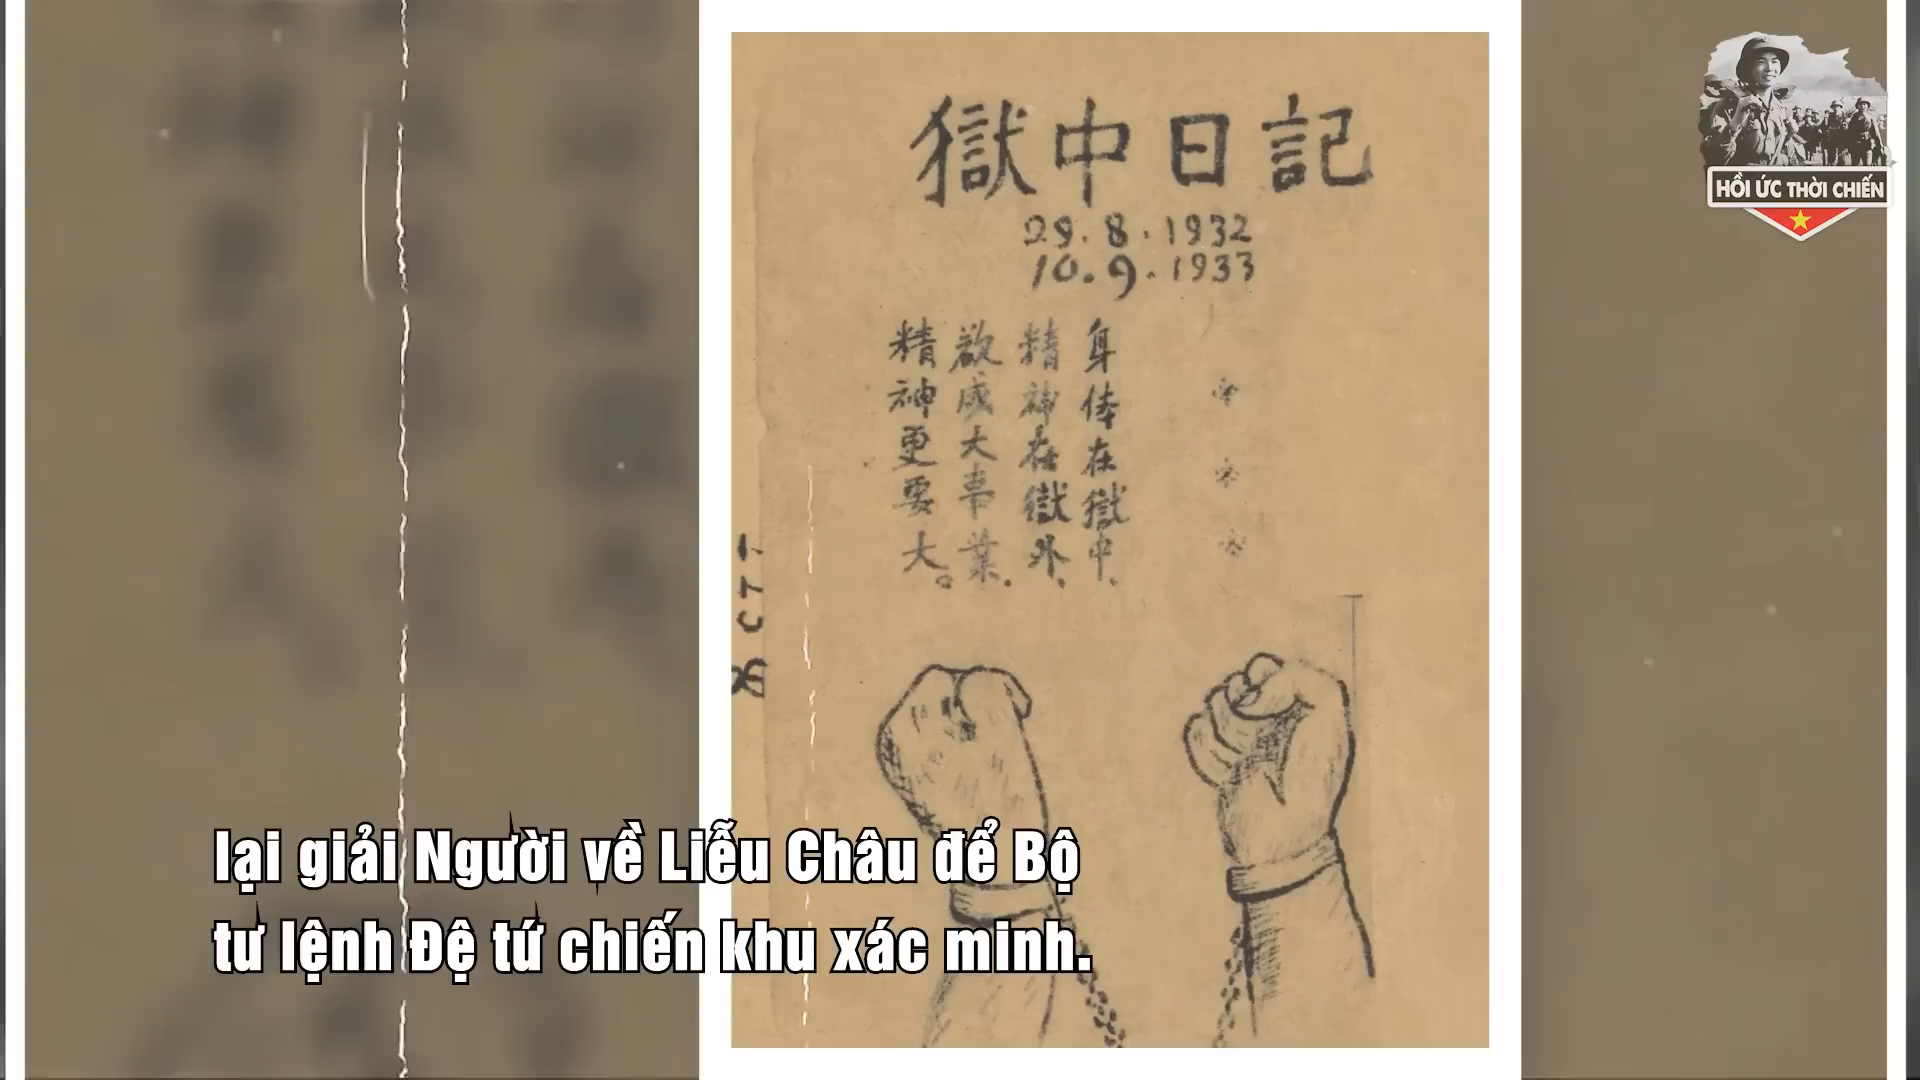 獄中日記
29.8.1932
10.9.1933
身体在獄中、
精神在獄外、
欲成大事業.
精神更要大。
HỒI ỨC THỜI CHIẾN
lại giải Người về Liễu Châu để Bộ
tư lệnh Đệ tứ chiến khu xác minh.